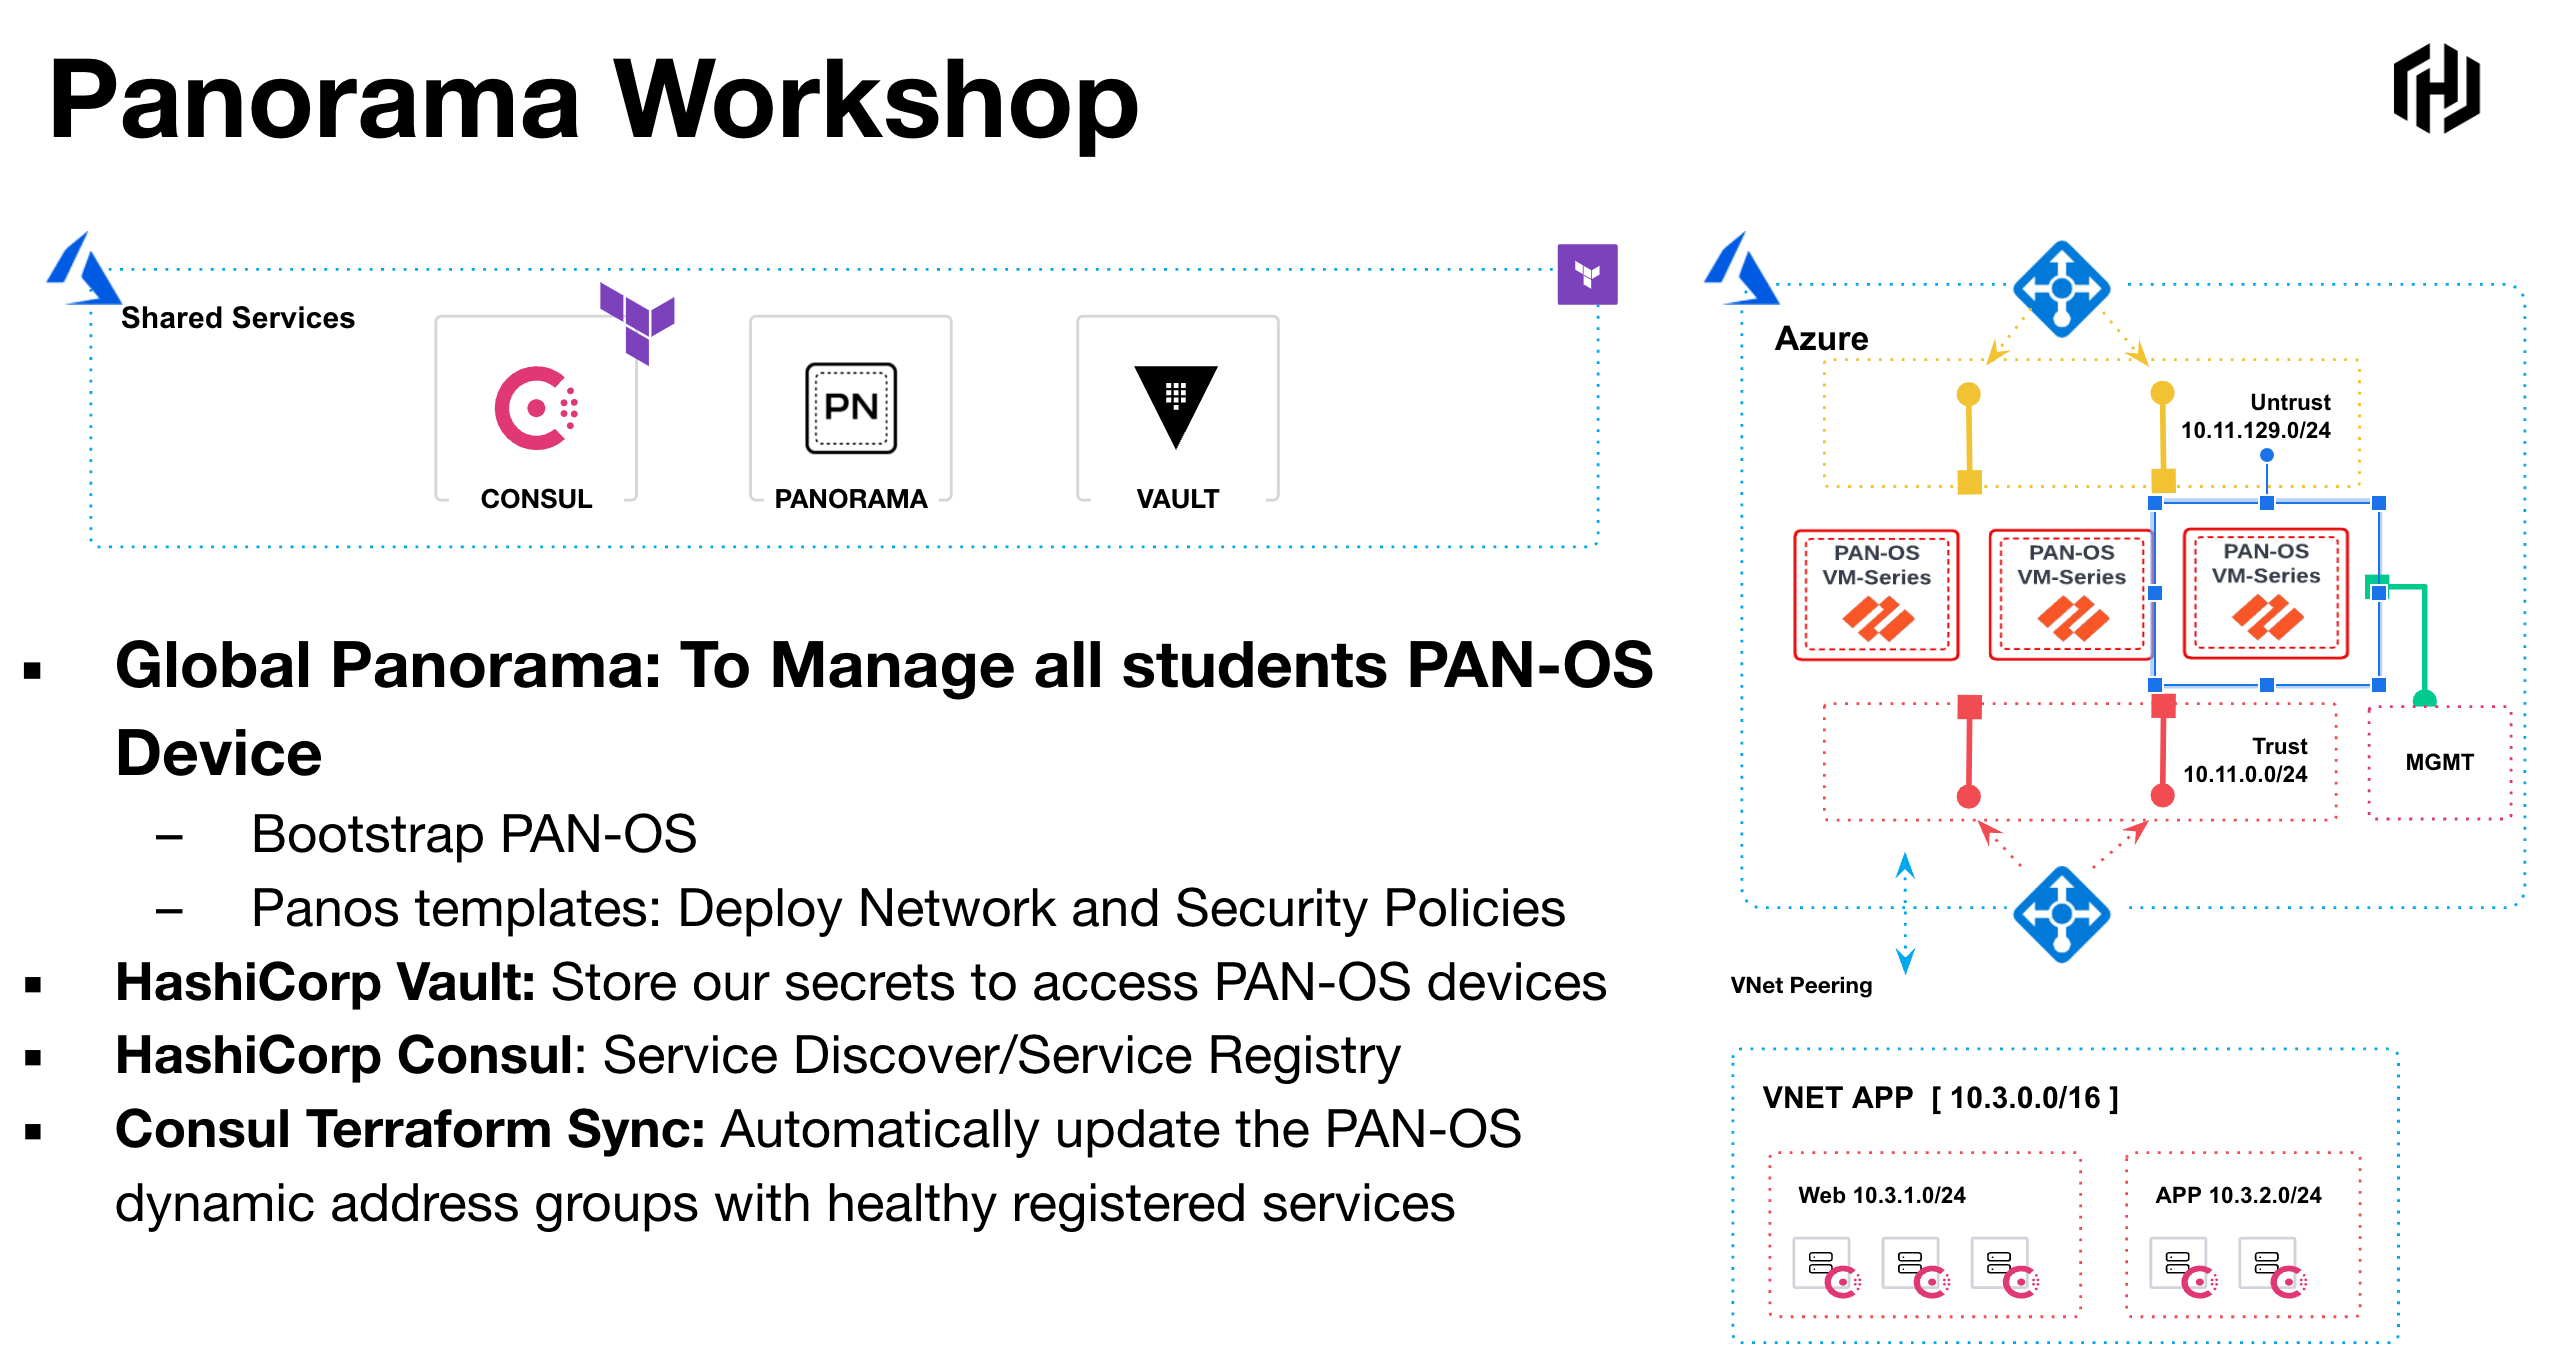 Panorama Workshop
Shared Services
CONSUL
PN
PANORAMA
VAULT
▪ Global Panorama: To Manage all students PAN-OS
Device
– Bootstrap PAN-OS
– Panos templates: Deploy Network and Security Policies
▪ HashiCorp Vault: Store our secrets to access PAN-OS devices
▪ HashiCorp Consul: Service Discover/Service Registry
▪ Consul Terraform Sync: Automatically update the PAN-OS
dynamic address groups with healthy registered services
Azure
Untrust
10.11.129.0/24
PAN-OS
VM-Series
PAN-OS
VM-Series
PAN-OS
VM-Series
Trust
10.11.0.0/24
MGMT
VNet Peering
VNET APP [ 10.3.0.0/16 ]
Web 10.3.1.0/24
APP 10.3.2.0/24